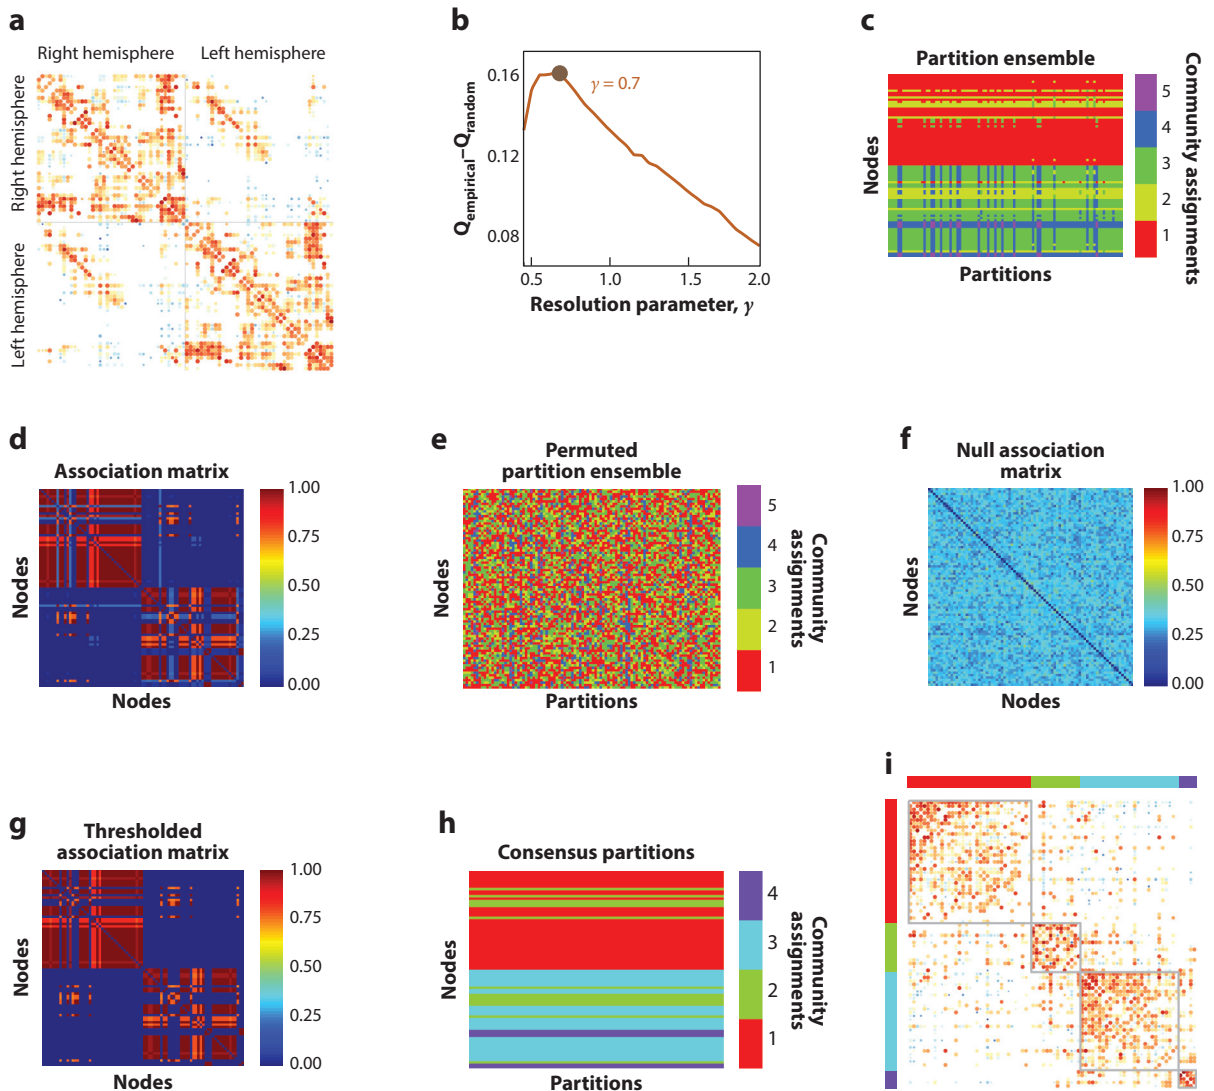 a
Right hemisphere
Left hemisphere
Right hemisphere
Left hemisphere
b
Q_empirical–Q_random
0.16
0.12
0.08
γ = 0.7
0.5
1.0
1.5
2.0
Resolution parameter, γ
c
Partition ensemble
Nodes
Partitions
5
4
3
2
1
Community assignments
d
Association matrix
Nodes
Nodes
1.00
0.75
0.50
0.25
0.00
e
Permuted
partition ensemble
Nodes
Partitions
5
4
3
2
1
Community
assignments
f
Null association
matrix
Nodes
Nodes
1.00
0.75
0.50
0.25
0.00
g
Thresholded
association matrix
Nodes
Nodes
1.00
0.75
0.50
0.25
0.00
h
Consensus partitions
Nodes
Partitions
4
3
2
1
Community
assignments
i